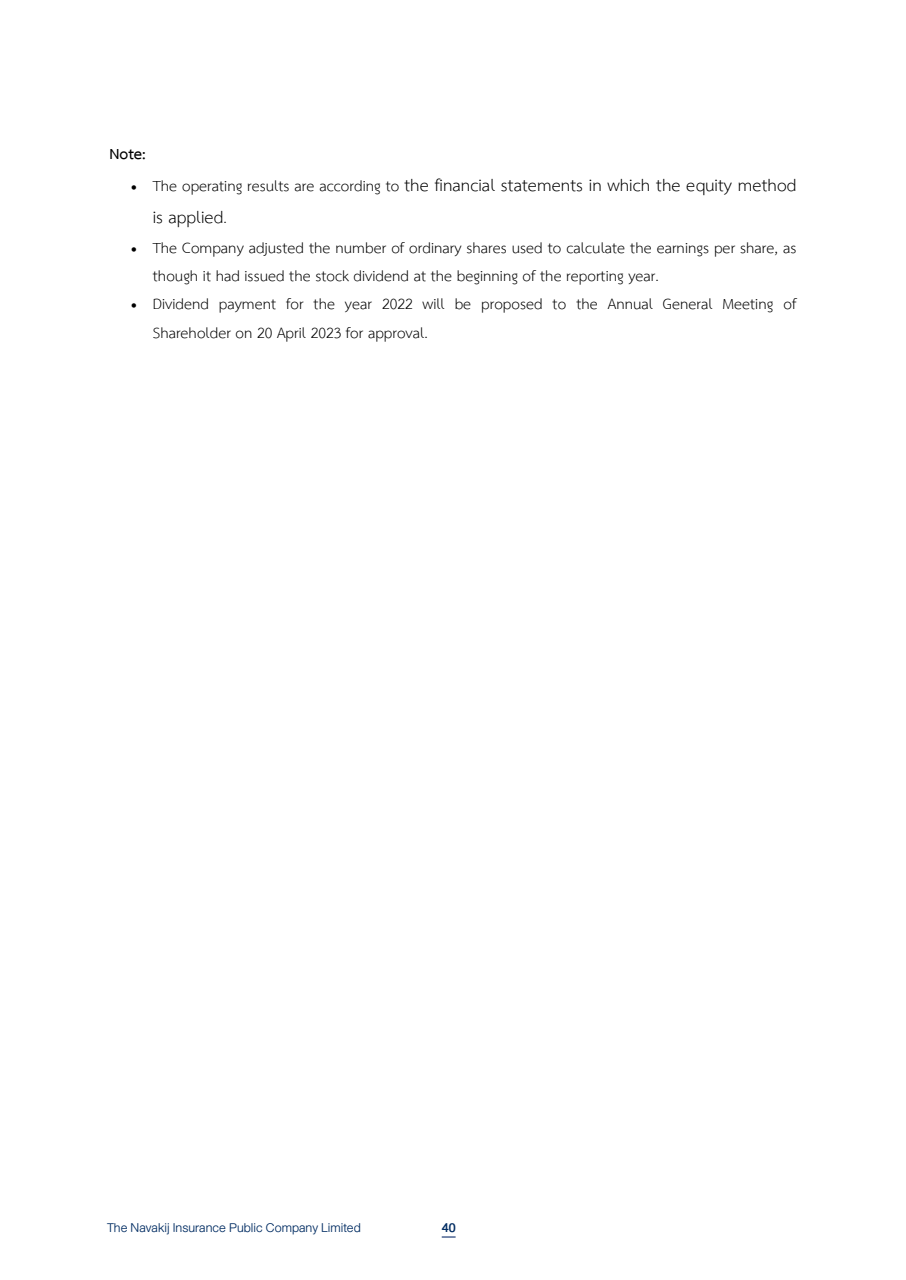 Note:
• The operating results are according to the financial statements in which the equity method
is applied.
• The Company adjusted the number of ordinary shares used to calculate the earnings per share, as
though it had issued the stock dividend at the beginning of the reporting year.
• Dividend payment for the year 2022 will be proposed to the Annual General Meeting of
Shareholder on 20 April 2023 for approval.
The Navakij Insurance Public Company Limited 40